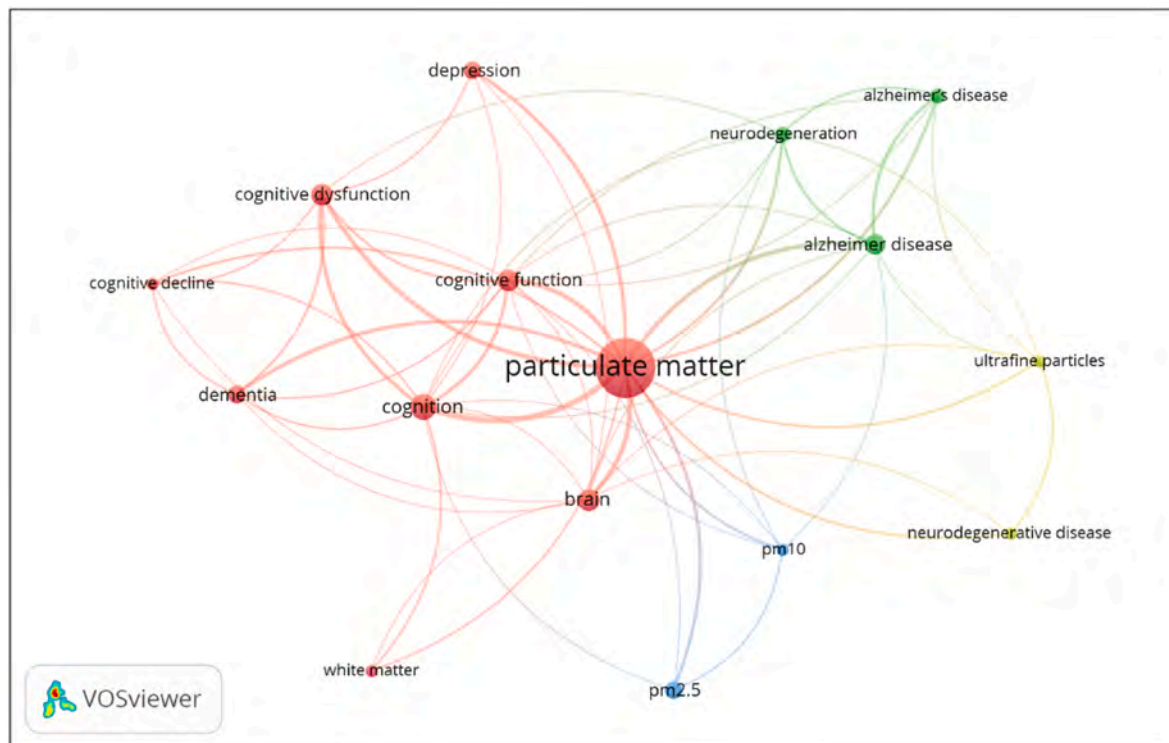 depression
alzheimer's disease
neurodegeneration
cognitive dysfunction
alzheimer disease
cognitive decline
cognitive function
particulate matter
ultrafine particles
dementia
cognition
brain
neurodegenerative disease
pm10
white matter
pm2.5
VOSviewer